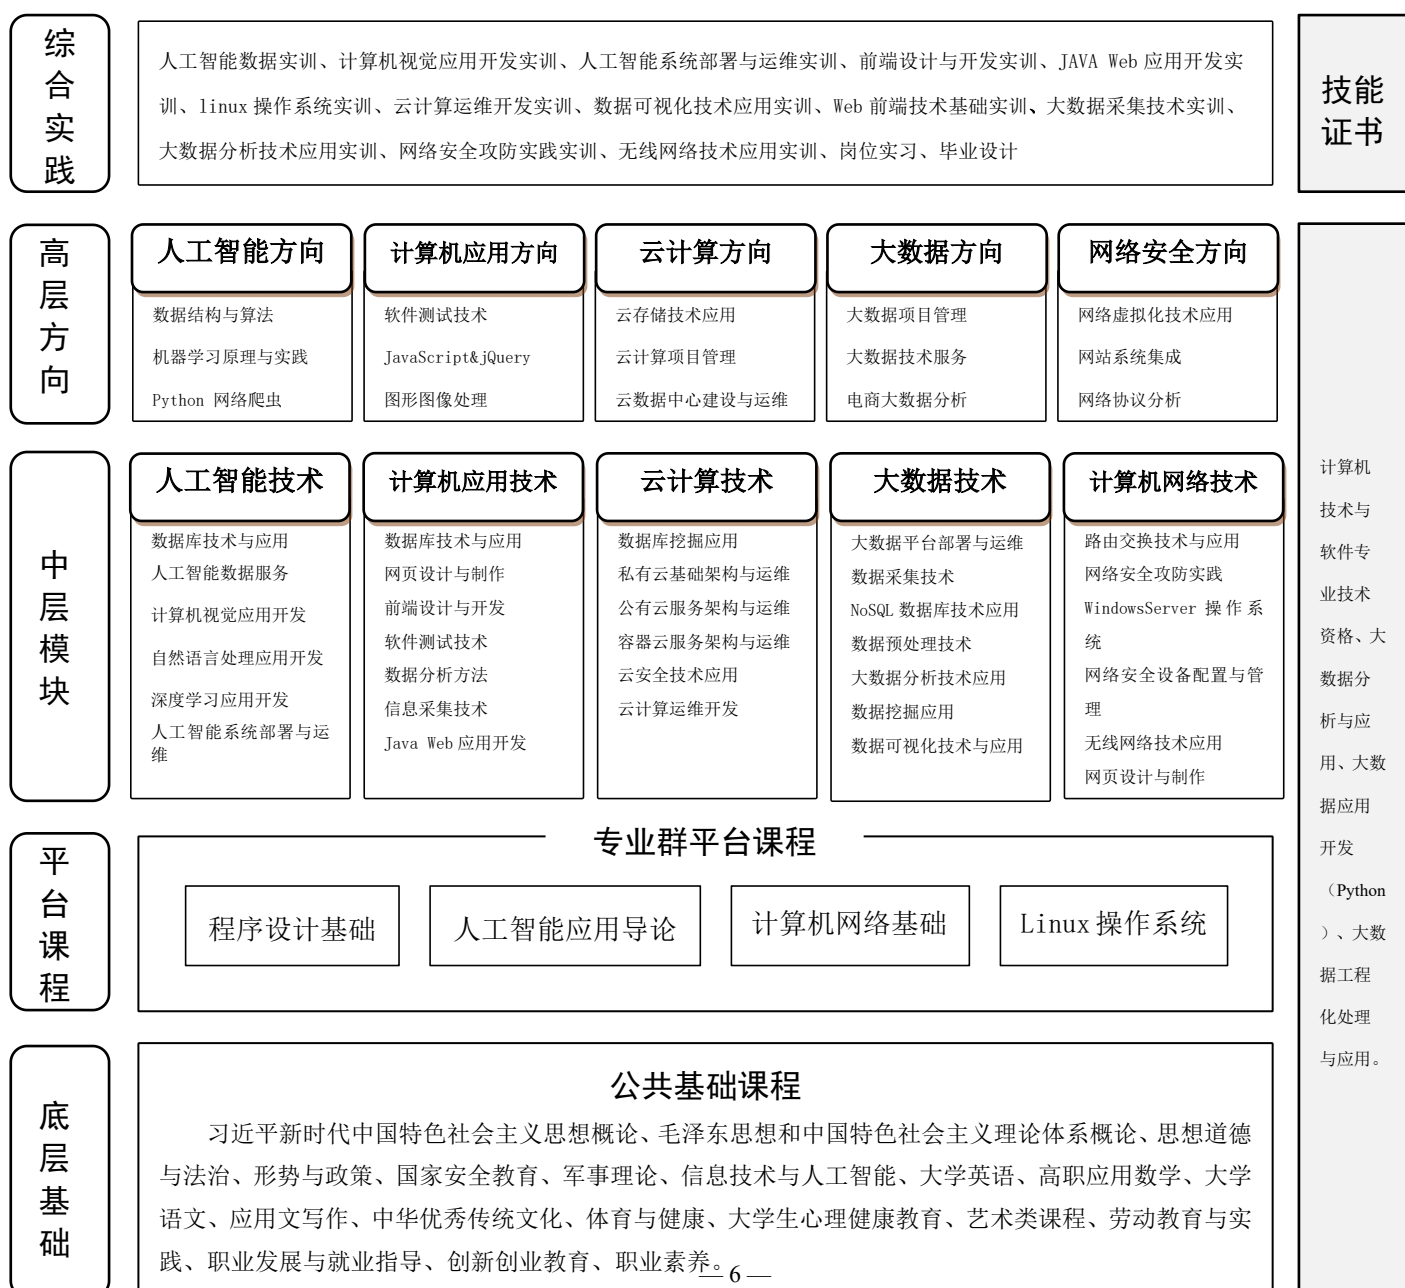 综合实践
人工智能数据实训、计算机视觉应用开发实训、人工智能系统部署与运维实训、前端设计与开发实训、JAVA Web 应用开发实
训、linux 操作系统实训、云计算运维开发实训、数据可视化技术应用实训、Web 前端技术基础实训、大数据采集技术实训、
大数据分析技术应用实训、网络安全攻防实践实训、无线网络技术应用实训、岗位实习、毕业设计
技能
证书
高层方向
人工智能方向
数据结构与算法
机器学习原理与实践
Python 网络爬虫
计算机应用方向
软件测试技术
JavaScript&jQuery
图形图像处理
云计算方向
云存储技术应用
云计算项目管理
云数据中心建设与运维
大数据方向
大数据项目管理
大数据技术服务
电商大数据分析
网络安全方向
网络虚拟化技术应用
网站系统集成
网络协议分析
中层模块
人工智能技术
数据库技术与应用
人工智能数据服务
计算机视觉应用开发
自然语言处理应用开发
深度学习应用开发
人工智能系统部署与运
维
计算机应用技术
数据库技术与应用
网页设计与制作
前端设计与开发
软件测试技术
数据分析方法
信息采集技术
Java Web 应用开发
云计算技术
数据库挖掘应用
私有云基础架构与运维
公有云服务架构与运维
容器云服务架构与运维
云安全技术应用
云计算运维开发
大数据技术
大数据平台部署与运维
数据采集技术
NoSQL 数据库技术应用
数据预处理技术
大数据分析技术应用
数据挖掘应用
数据可视化技术与应用
计算机网络技术
路由交换技术与应用
网络安全攻防实践
WindowsServer 操作系
统
网络安全设备配置与管
理
无线网络技术应用
网页设计与制作
计算机
技术与
软件专
业技术
资格、大
数据分
析与应
用、大数
据应用
开发
（Python
）、大数
据工程
化处理
与应用。
平台课程
专业群平台课程
程序设计基础
人工智能应用导论
计算机网络基础
Linux 操作系统
底层基础
公共基础课程
习近平新时代中国特色社会主义思想概论、毛泽东思想和中国特色社会主义理论体系概论、思想道德
与法治、形势与政策、国家安全教育、军事理论、信息技术与人工智能、大学英语、高职应用数学、大学
语文、应用文写作、中华优秀传统文化、体育与健康、大学生心理健康教育、艺术类课程、劳动教育与实
践、职业发展与就业指导、创新创业教育、职业素养。
— 6 —